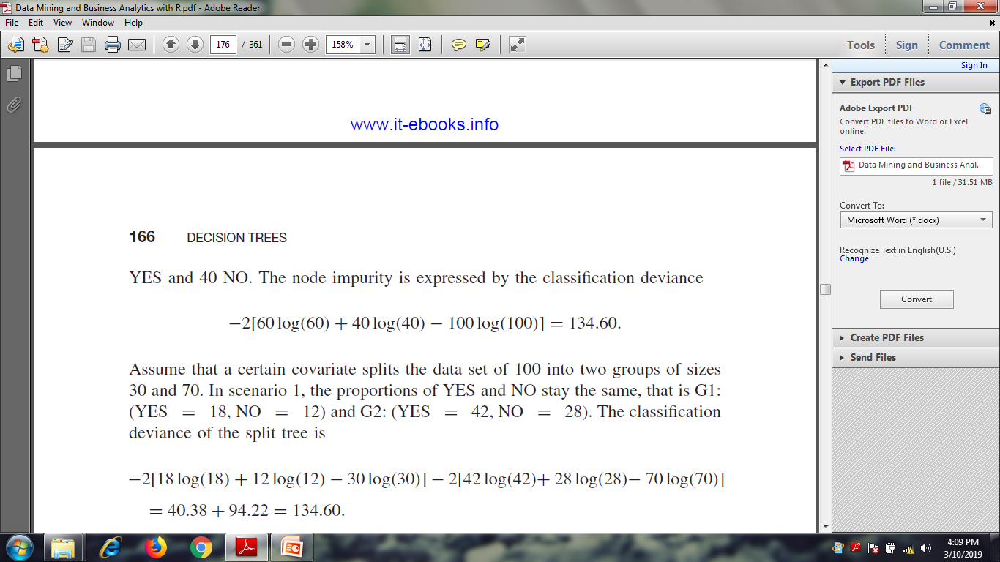 Data Mining and Business Analytics with R.pdf - Adobe Reader
File Edit View Window Help
176 / 361 158% Tools Sign Comment
Sign In
Export PDF Files
Adobe Export PDF
Convert PDF files to Word or Excel
online.
Select PDF File:
Data Mining and Business Anal...
1 file / 31.51 MB
Convert To:
Microsoft Word (*.docx)
Recognize Text in English(U.S.)
Change
Convert
Create PDF Files
Send Files
www.it-ebooks.info
166 DECISION TREES
YES and 40 NO. The node impurity is expressed by the classification deviance
−2[60 log(60) + 40 log(40) − 100 log(100)] = 134.60.
Assume that a certain covariate splits the data set of 100 into two groups of sizes
30 and 70. In scenario 1, the proportions of YES and NO stay the same, that is G1:
(YES = 18, NO = 12) and G2: (YES = 42, NO = 28). The classification
deviance of the split tree is
−2[18 log(18) + 12 log(12) − 30 log(30)] − 2[42 log(42)+ 28 log(28)− 70 log(70)]
= 40.38 + 94.22 = 134.60.
4:09 PM
3/10/2019